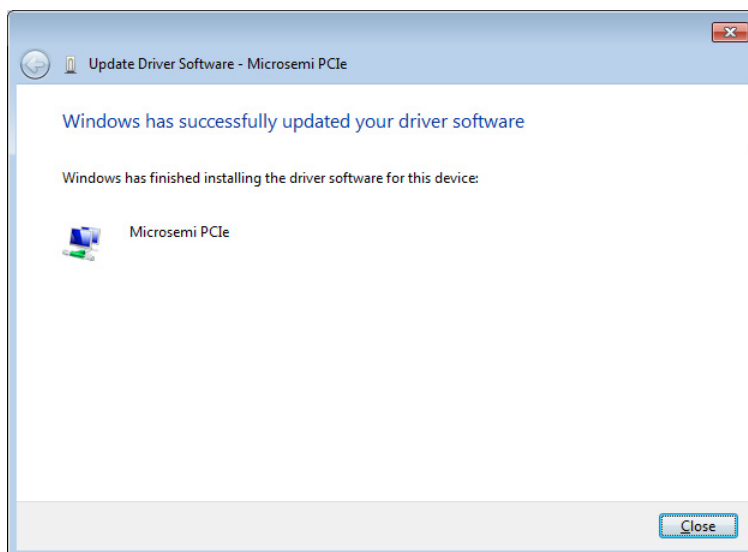 Update Driver Software - Microsemi PCIe
Windows has successfully updated your driver software
Windows has finished installing the driver software for this device:
Microsemi PCIe
Close